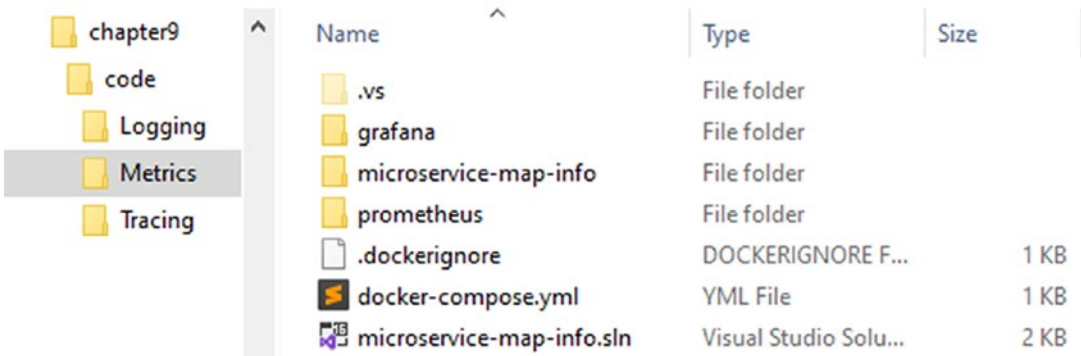 chapter9
code
Logging
Metrics
Tracing
Name Type Size
.vs File folder
grafana File folder
microservice-map-info File folder
prometheus File folder
.dockerignore DOCKERIGNORE F... 1 KB
docker-compose.yml YML File 1 KB
microservice-map-info.sln Visual Studio Solu... 2 KB